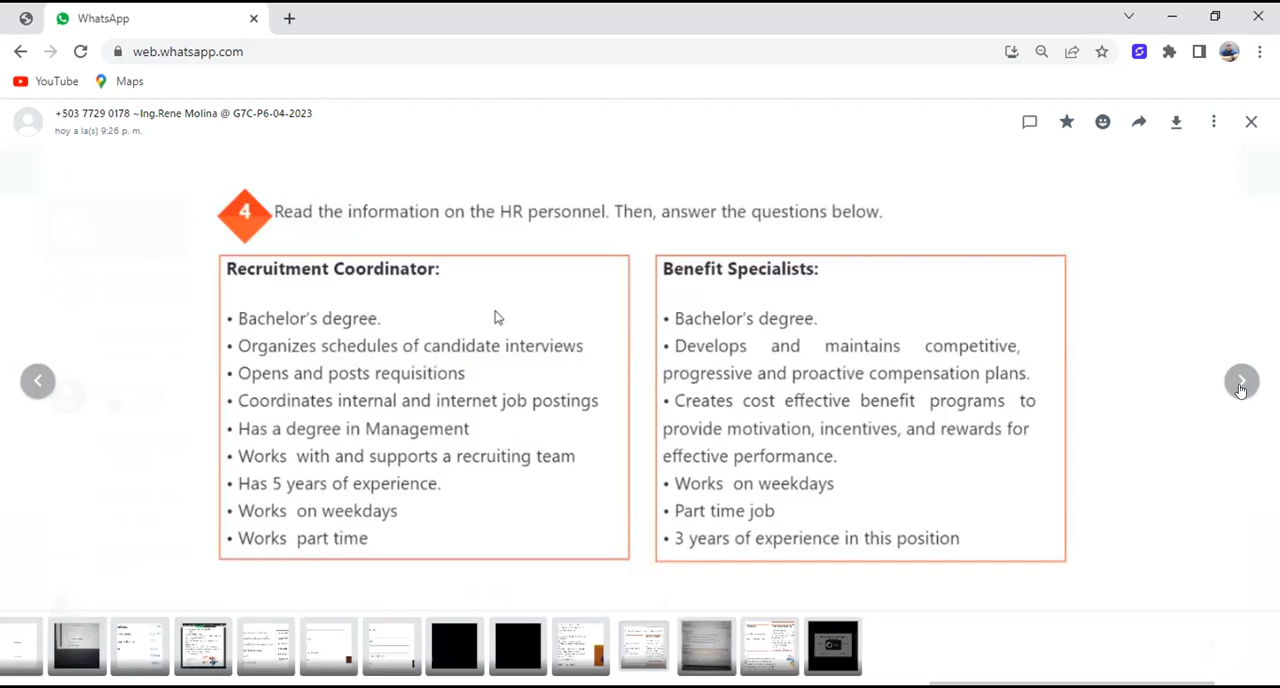 WhatsApp
web.whatsapp.com
YouTube
Maps
+503 7729 0178 ~Ing.Rene Molina @ G7C-P6-04-2023
hoy a la(s) 9:26 p. m.
4
Read the information on the HR personnel. Then, answer the questions below.
Recruitment Coordinator:
• Bachelor's degree.
• Organizes schedules of candidate interviews
• Opens and posts requisitions
• Coordinates internal and internet job postings
• Has a degree in Management
• Works with and supports a recruiting team
• Has 5 years of experience.
• Works on weekdays
• Works part time
Benefit Specialists:
• Bachelor's degree.
• Develops and maintains competitive,
progressive and proactive compensation plans.
• Creates cost effective benefit programs to
provide motivation, incentives, and rewards for
effective performance.
• Works on weekdays
• Part time job
• 3 years of experience in this position